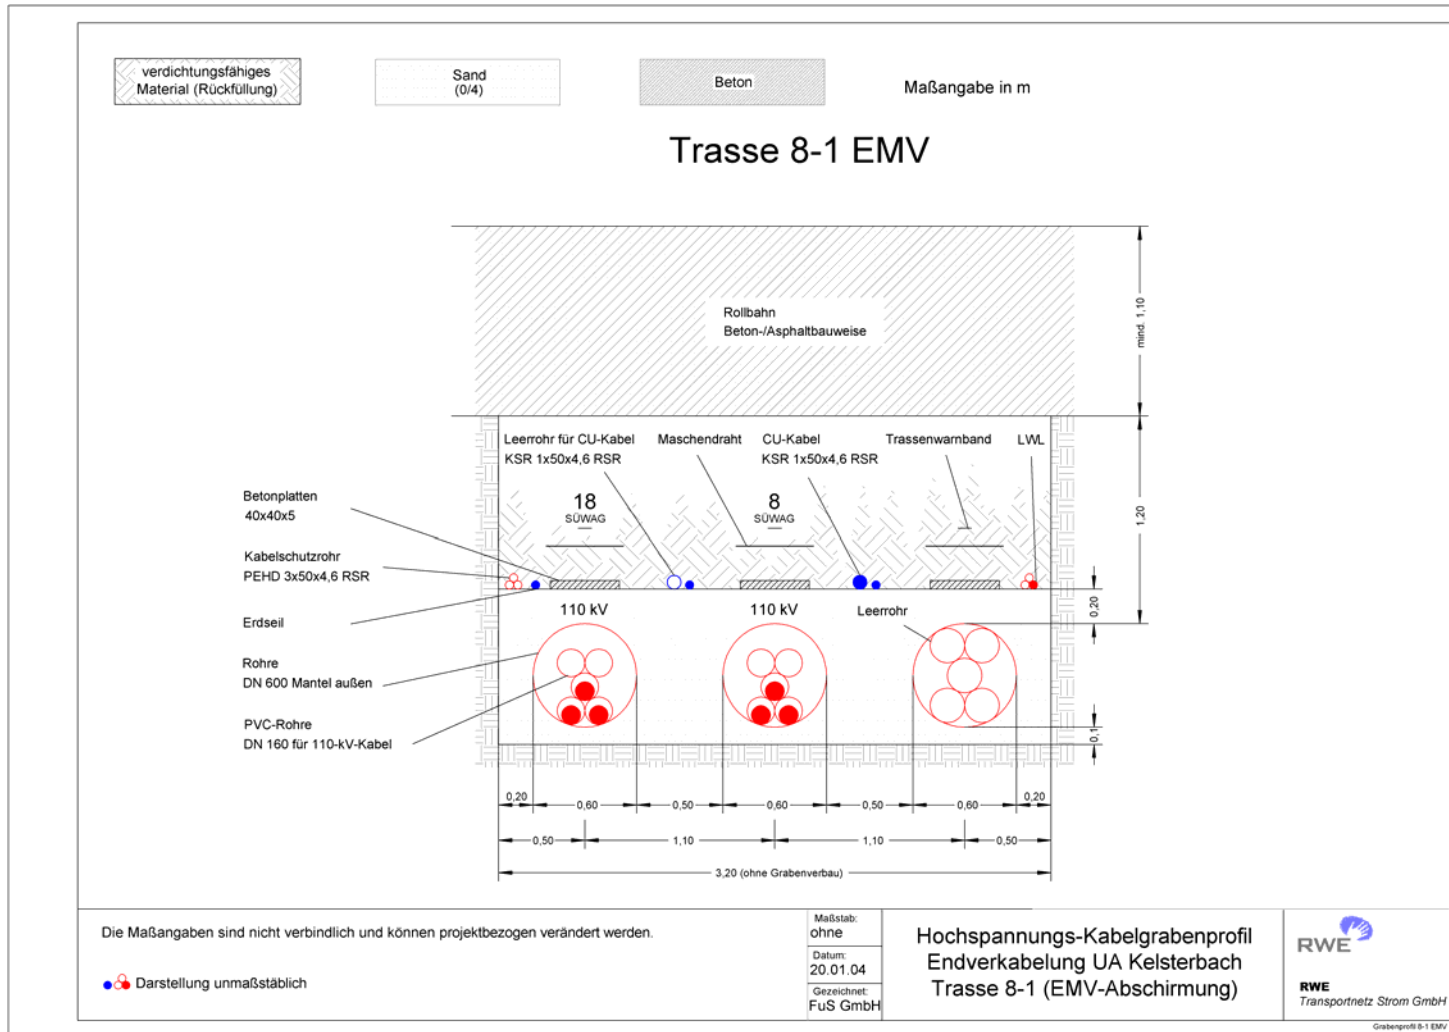 verdichtungsfähiges
Material (Rückfüllung)
Sand
(0/4)
Beton
Maßangabe in m
Trasse 8-1 EMV
Rollbahn
Beton-/Asphaltbauweise
mind. 1,10
Leerrohr für CU-Kabel
KSR 1x50x4,6 RSR
Maschendraht
CU-Kabel
KSR 1x50x4,6 RSR
Trassenwarnband
LWL
18
SÜWAG
8
SÜWAG
1,20
Betonplatten
40x40x5
Kabelschutzrohr
PEHD 3x50x4,6 RSR
Erdseil
110 kV
110 kV
Leerrohr
0,20
Rohre
DN 600 Mantel außen
PVC-Rohre
DN 160 für 110-kV-Kabel
0,1
0,20
0,60
0,50
0,60
0,50
0,60
0,20
0,50
1,10
1,10
0,50
3,20 (ohne Grabenverbau)
Die Maßangaben sind nicht verbindlich und können projektbezogen verändert werden.
Darstellung unmaßstäblich
Maßstab:
ohne
Datum:
20.01.04
Gezeichnet:
FuS GmbH
Hochspannungs-Kabelgrabenprofil
Endverkabelung UA Kelsterbach
Trasse 8-1 (EMV-Abschirmung)
RWE
RWE
Transportnetz Strom GmbH
Grabenprofil 8-1 EMV